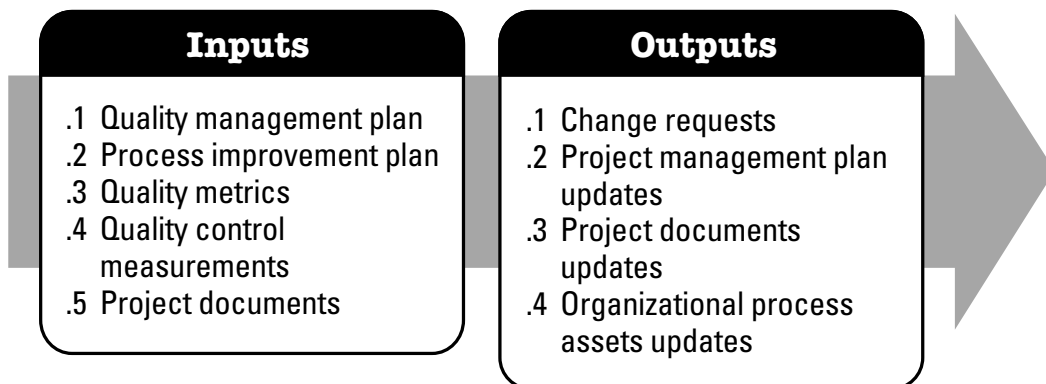 Inputs
.1 Quality management plan
.2 Process improvement plan
.3 Quality metrics
.4 Quality control
measurements
.5 Project documents
Outputs
.1 Change requests
.2 Project management plan
updates
.3 Project documents
updates
.4 Organizational process
assets updates